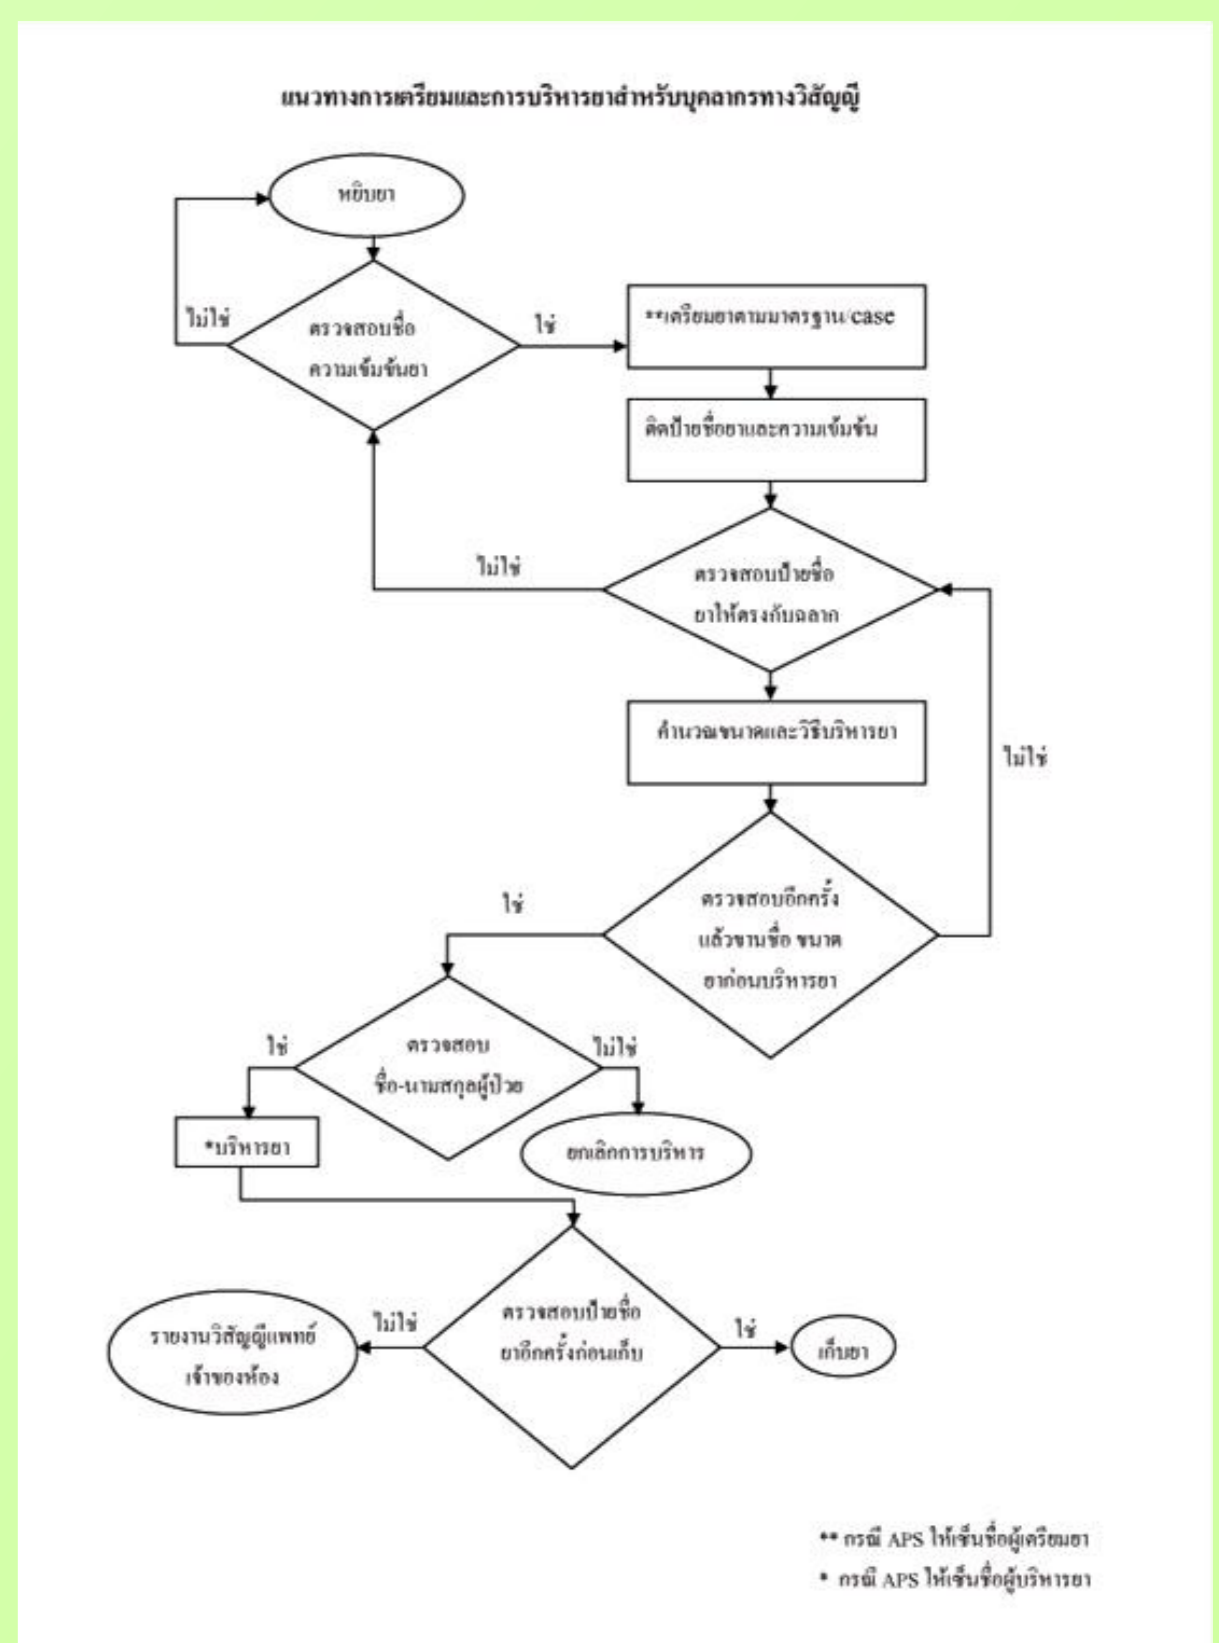 แนวทางการเตรียมและการบริหารยาสำหรับบุคลากรทางวิสัญญี
หยิบยา
ไม่ใช่
ตรวจสอบชื่อ
ความเข้มข้นยา
ใช่
**เตรียมยาตามมาตรฐาน/case
ติดป้ายชื่อยาและความเข้มข้น
ไม่ใช่
ตรวจสอบป้ายชื่อ
ยาให้ตรงกับฉลาก
คำนวณขนาดและวิธีบริหารยา
ไม่ใช่
ใช่
ตรวจสอบอีกครั้ง
แล้วขานชื่อ ขนาด
ยาก่อนบริหารยา
ใช่
ตรวจสอบ
ชื่อ-นามสกุลผู้ป่วย
ไม่ใช่
*บริหารยา
ยกเลิกการบริหาร
ไม่ใช่
ตรวจสอบป้ายชื่อ
ยาอีกครั้งก่อนเก็บ
ใช่
รายงานวิสัญญีแพทย์
เจ้าของห้อง
เก็บยา
** กรณี APS ให้เซ็นชื่อผู้เตรียมยา
* กรณี APS ให้เซ็นชื่อผู้บริหารยา